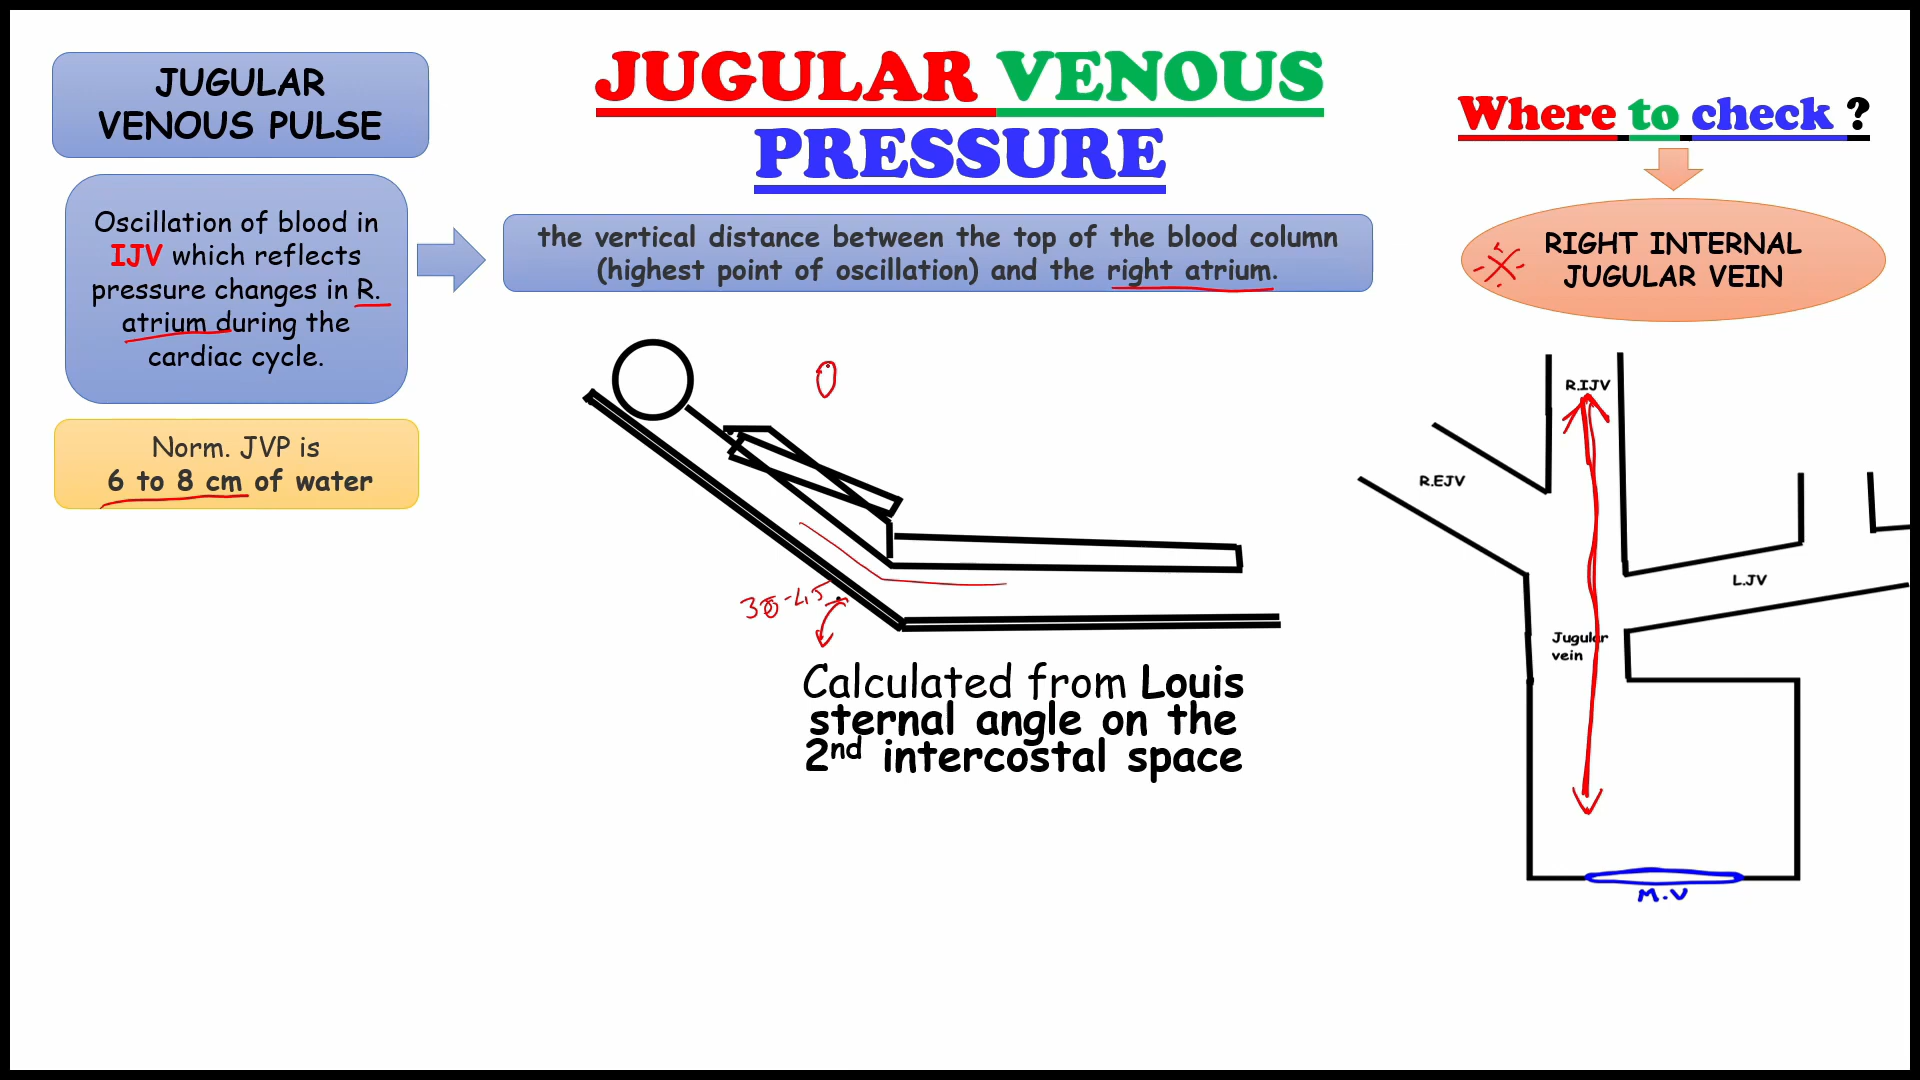 JUGULAR
VENOUS PULSE
Oscillation of blood in
IJV which reflects
pressure changes in R.
atrium during the
cardiac cycle.
Norm. JVP is
6 to 8 cm of water
JUGULAR VENOUS
PRESSURE
the vertical distance between the top of the blood column
(highest point of oscillation) and the right atrium.
30-45
Calculated from Louis
sternal angle on the
2nd intercostal space
Where to check ?
RIGHT INTERNAL
JUGULAR VEIN
R.IJV
R.EJV
L.JV
Jugular
vein
M.V